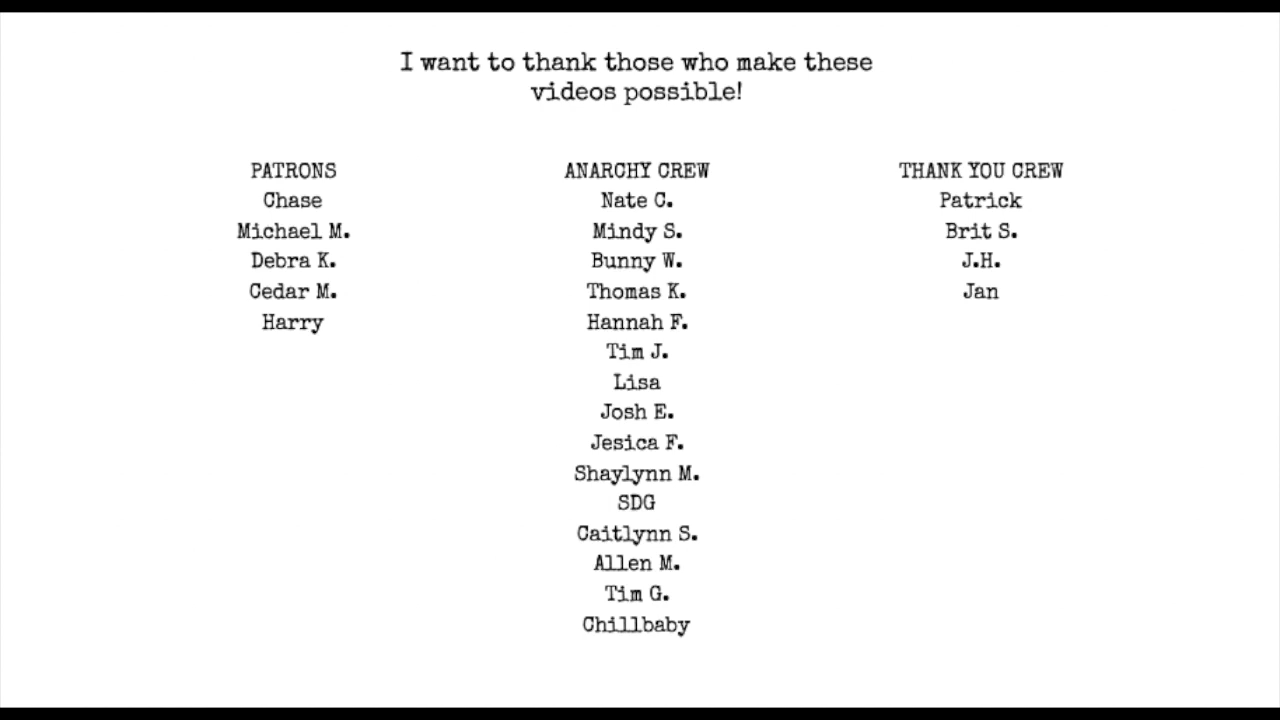 I want to thank those who make these
videos possible!
PATRONS
Chase
Michael M.
Debra K.
Cedar M.
Harry
ANARCHY CREW
Nate C.
Mindy S.
Bunny W.
Thomas K.
Hannah F.
Tim J.
Lisa
Josh E.
Jesica F.
Shaylynn M.
SDG
Caitlynn S.
Allen M.
Tim G.
Chillbaby
THANK YOU CREW
Patrick
Brit S.
J.H.
Jan